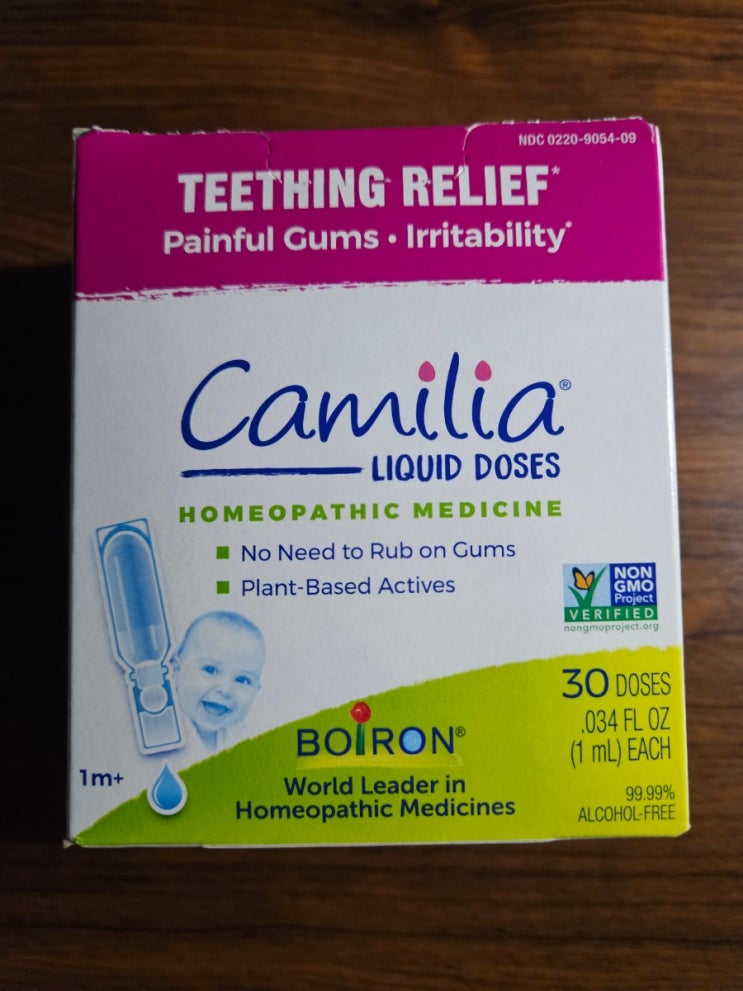 NDC 0220-9054-09
TEETHING RELIEF*
Painful Gums • Irritability*
Camilia®
LIQUID DOSES
HOMEOPATHIC MEDICINE
■ No Need to Rub on Gums
■ Plant-Based Actives
NON
GMO
Project
VERIFIED
nongmoproject.org
30 DOSES
.034 FL OZ
(1 mL) EACH
99.99%
ALCOHOL-FREE
BOIRON®
World Leader in
Homeopathic Medicines
1m+